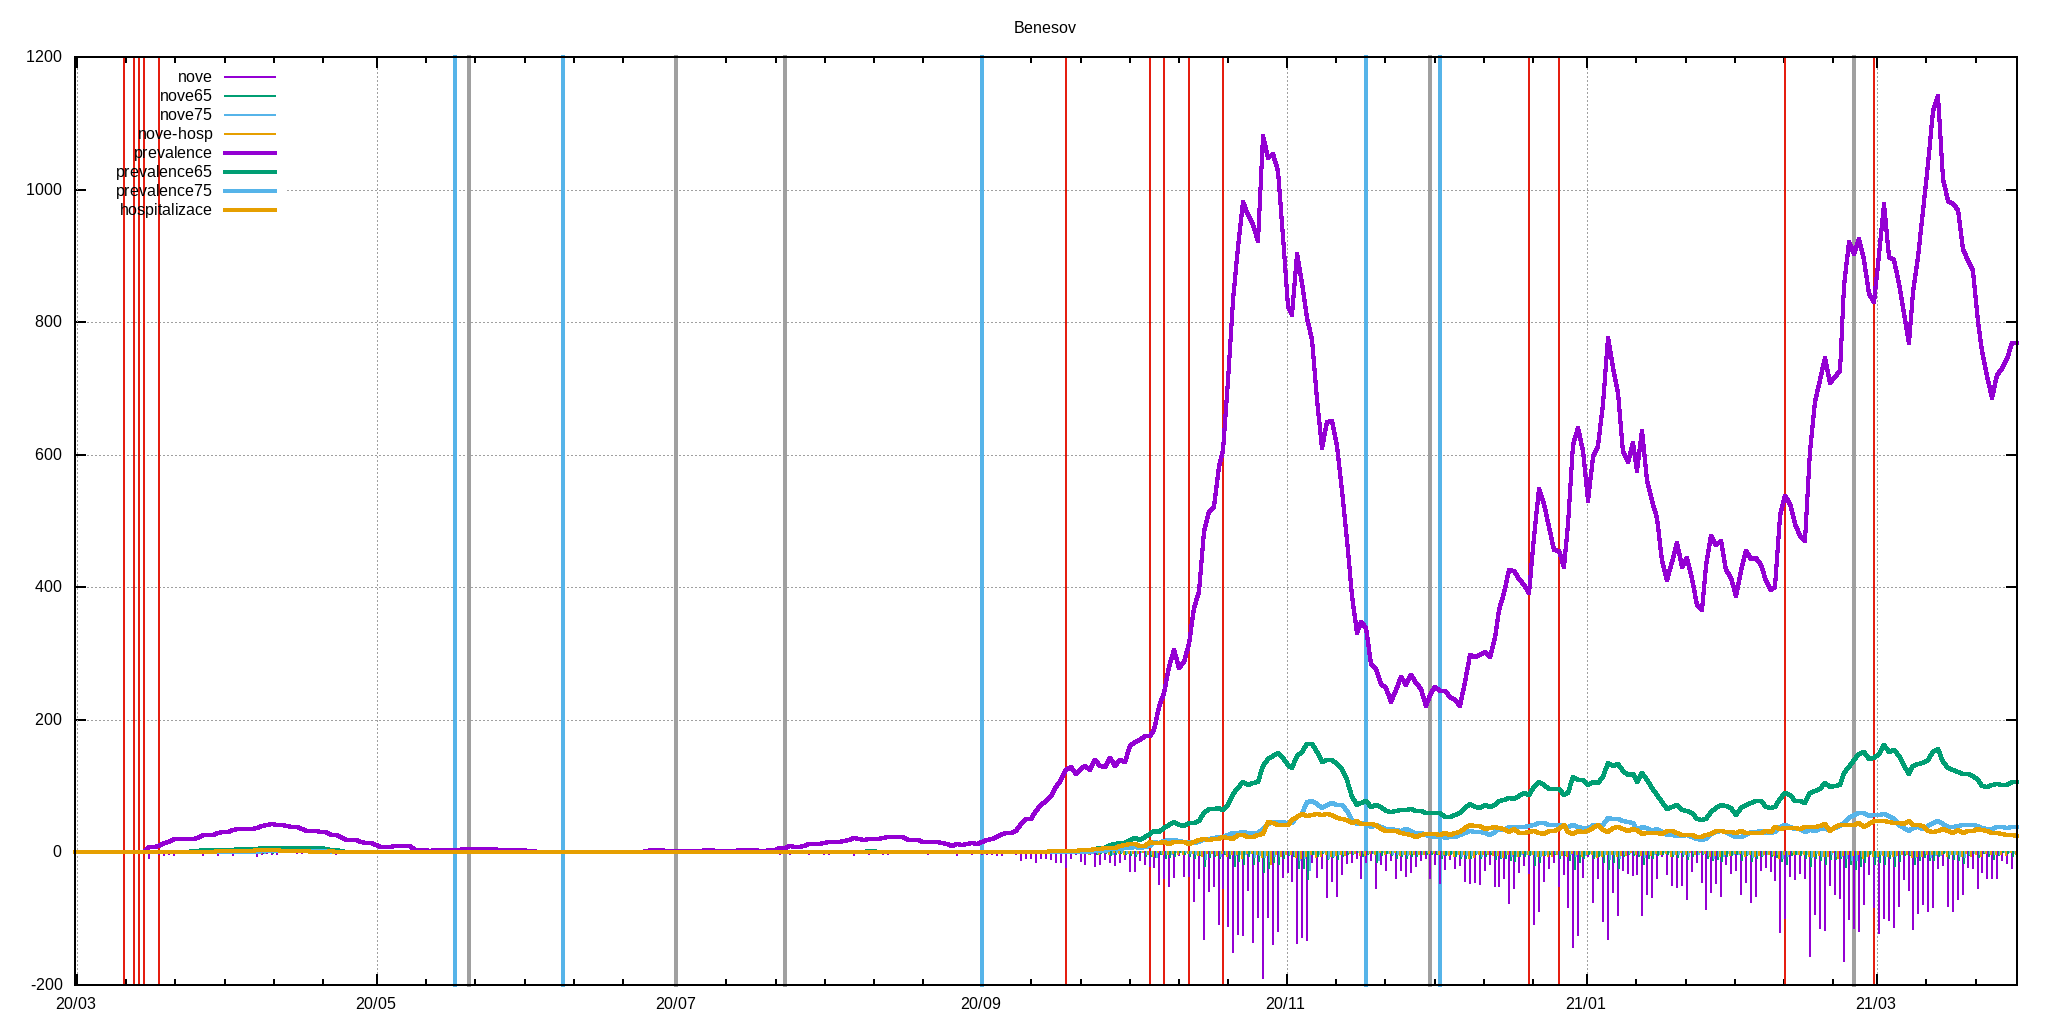 Benesov
1200
1000
800
600
400
200
0
-200
nove
nove65
nove75
nove-hosp
prevalence
prevalence65
prevalence75
hospitalizace
20/03 20/05 20/07 20/09 20/11 21/01 21/03